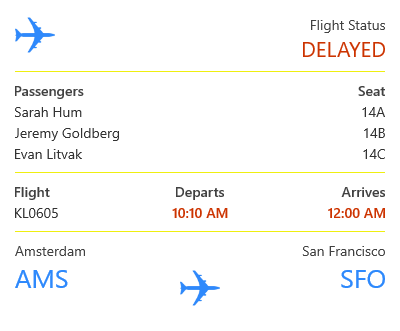 Flight Status
DELAYED
Passengers Seat
Sarah Hum 14A
Jeremy Goldberg 14B
Evan Litvak 14C
Flight Departs Arrives
KL0605 10:10 AM 12:00 AM
Amsterdam San Francisco
AMS SFO